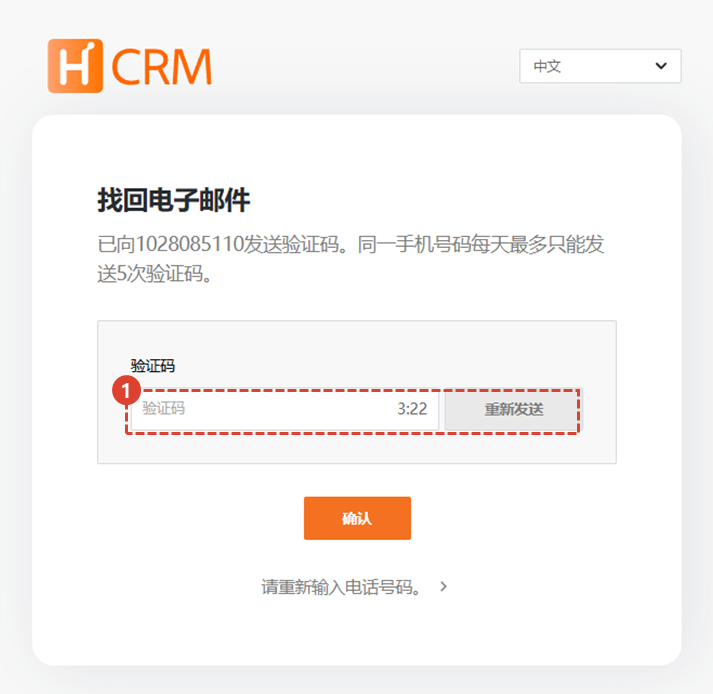 H CRM
中文
找回电子邮件
已向1028085110发送验证码。同一手机号码每天最多只能发
送5次验证码。
验证码
1
验证码 3:22 重新发送
确认
请重新输入电话号码。 >